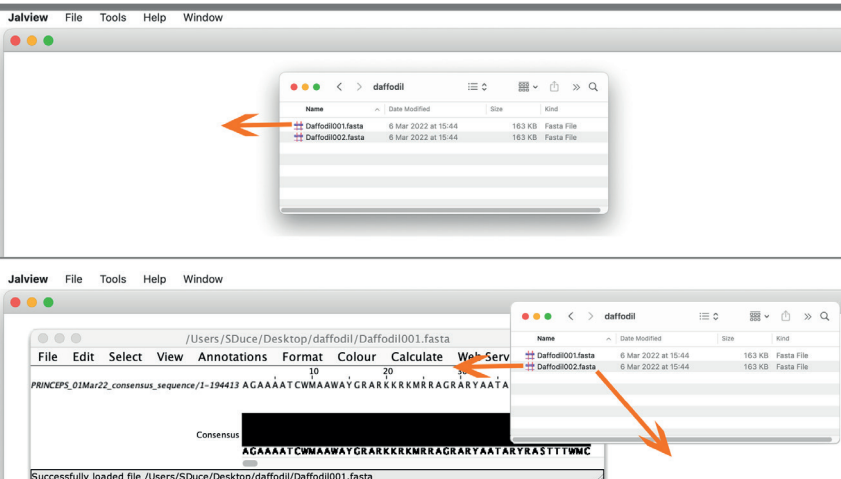 Jalview File Tools Help Window
daffodil
Name Date Modified Size Kind
Daffodil001.fasta 6 Mar 2022 at 15:44 163 KB Fasta File
Daffodil002.fasta 6 Mar 2022 at 15:44 163 KB Fasta File
Jalview File Tools Help Window
daffodil
Name Date Modified Size Kind
Daffodil001.fasta 6 Mar 2022 at 15:44 163 KB Fasta File
Daffodil002.fasta 6 Mar 2022 at 15:44 163 KB Fasta File
/Users/SDuce/Desktop/daffodil/Daffodil001.fasta
File Edit Select View Annotations Format Colour Calculate Web Serv
10 20 30
PRINCEPS_01Mar22_consensus_sequence/1-194413 AGAAAATCWMAAWAYGRARKKRKMRRAGRARYAATA
Consensus
AGAAAATCWMAAWAYGRARKKRKMRRAGRARYAATARYRASTTTWMC
Successfully loaded file /Users/SDuce/Desktop/daffodil/Daffodil001.fasta